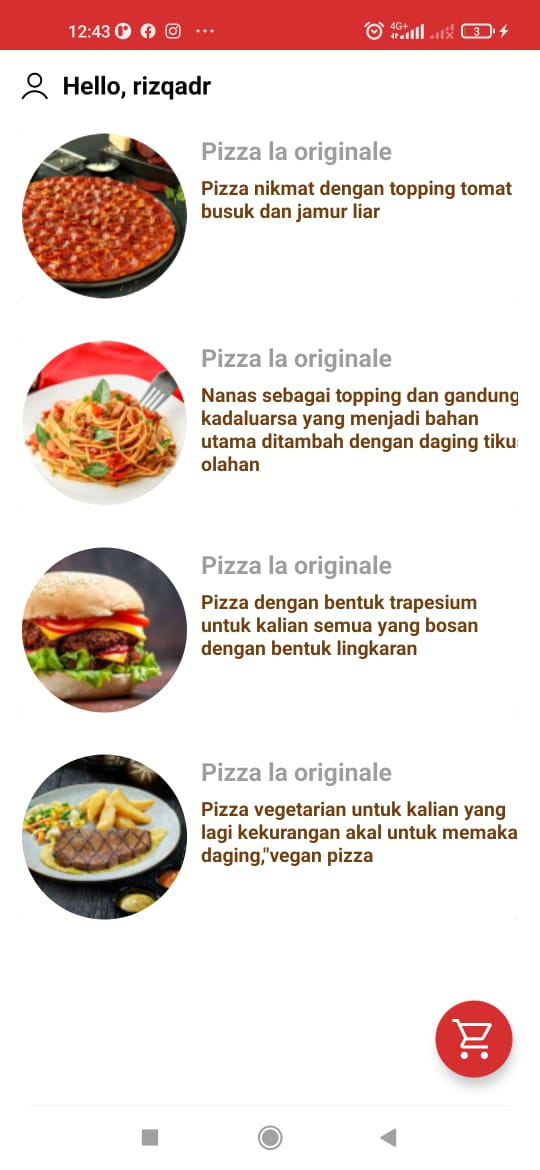 12:43
4G+
3
Hello, rizqadr
Pizza la originale
Pizza nikmat dengan topping tomat
busuk dan jamur liar
Pizza la originale
Nanas sebagai topping dan gandung
kadaluarsa yang menjadi bahan
utama ditambah dengan daging tiku
olahan
Pizza la originale
Pizza dengan bentuk trapesium
untuk kalian semua yang bosan
dengan bentuk lingkaran
Pizza la originale
Pizza vegetarian untuk kalian yang
lagi kekurangan akal untuk memaka
daging,"vegan pizza